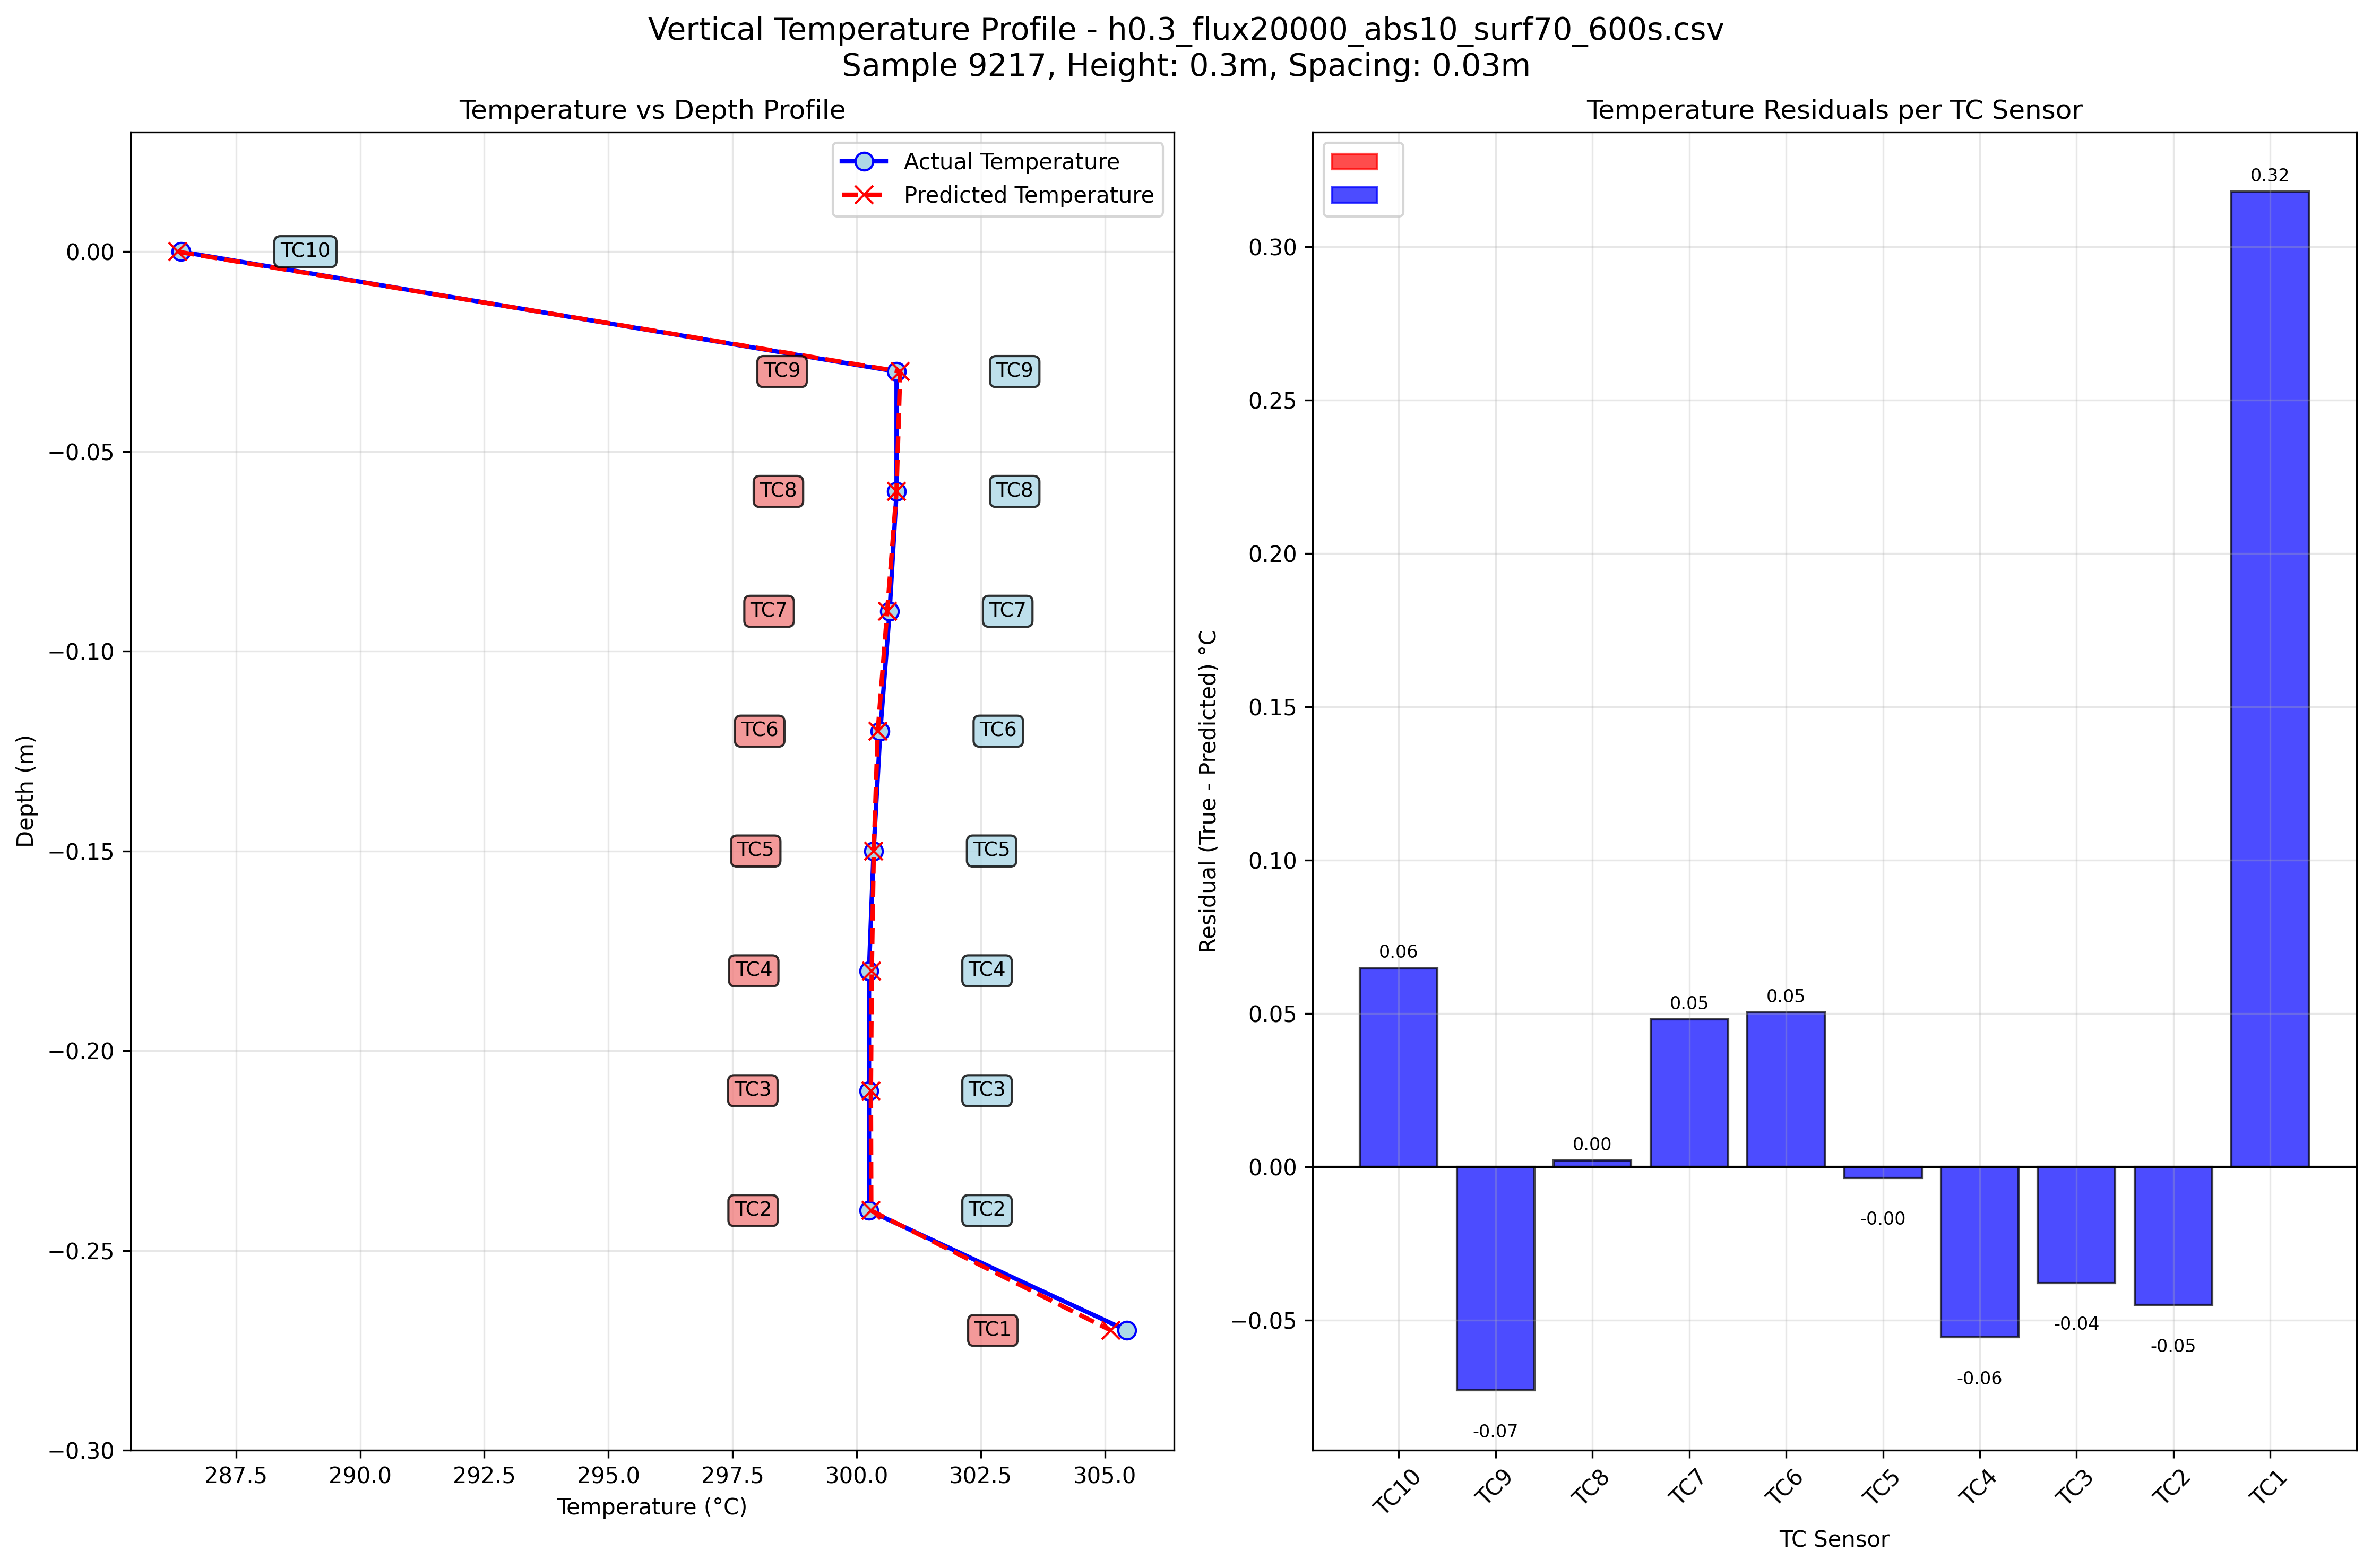 Vertical Temperature Profile - h0.3_flux20000_abs10_surf70_600s.csv
Sample 9217, Height: 0.3m, Spacing: 0.03m
Temperature vs Depth Profile
Actual Temperature
Predicted Temperature
0.00
−0.05
−0.10
−0.15
−0.20
−0.25
−0.30
Depth (m)
TC10
TC9 TC9
TC8 TC8
TC7 TC7
TC6 TC6
TC5 TC5
TC4 TC4
TC3 TC3
TC2 TC2
TC1
287.5 290.0 292.5 295.0 297.5 300.0 302.5 305.0
Temperature (°C)
Temperature Residuals per TC Sensor
0.30
0.25
0.20
0.15
0.10
0.05
0.00
−0.05
Residual (True - Predicted) °C
0.06
-0.07
0.00
0.05
0.05
-0.00
-0.06
-0.04
-0.05
0.32
TC10 TC9 TC8 TC7 TC6 TC5 TC4 TC3 TC2 TC1
TC Sensor